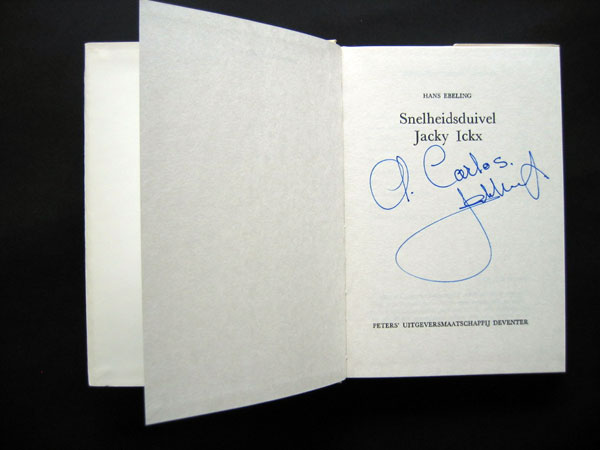 HANS EBELING
Snelheidsduivel
Jacky Ickx
Carlos.
PETERS' UITGEVERSMAATSCHAPPIJ DEVENTER